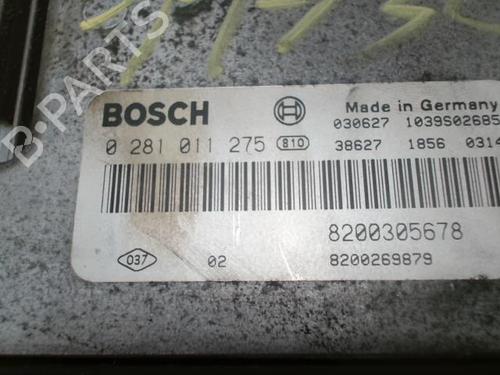 BOSCH
Made in Germany
030627 1039S02685
0 281 011 275 810
38627 1856 0314
8200305678
037 02 8200269879
B-PARTS